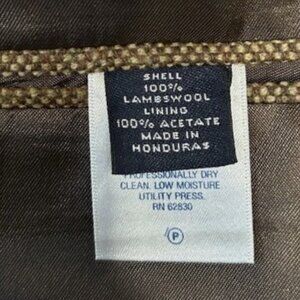 SHELL
100%
LAMBSWOOL
LINING
100% ACETATE
MADE IN
HONDURAS
PROFESSIONALLY DRY
CLEAN. LOW MOISTURE
UTILITY PRESS.
RN 62830
P